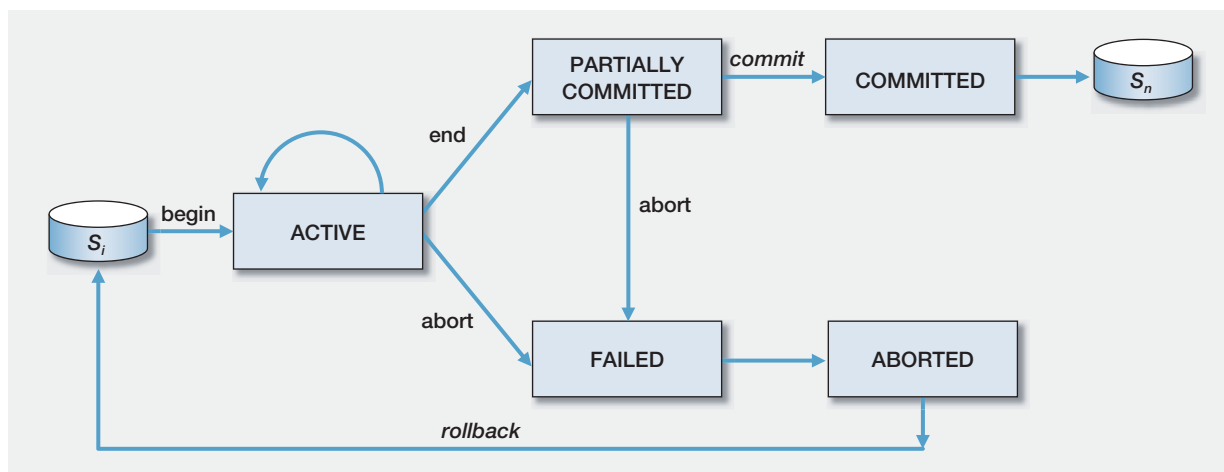 PARTIALLY
COMMITTED
commit
COMMITTED
Sn
end
begin
ACTIVE
Si
abort
abort
FAILED
ABORTED
rollback